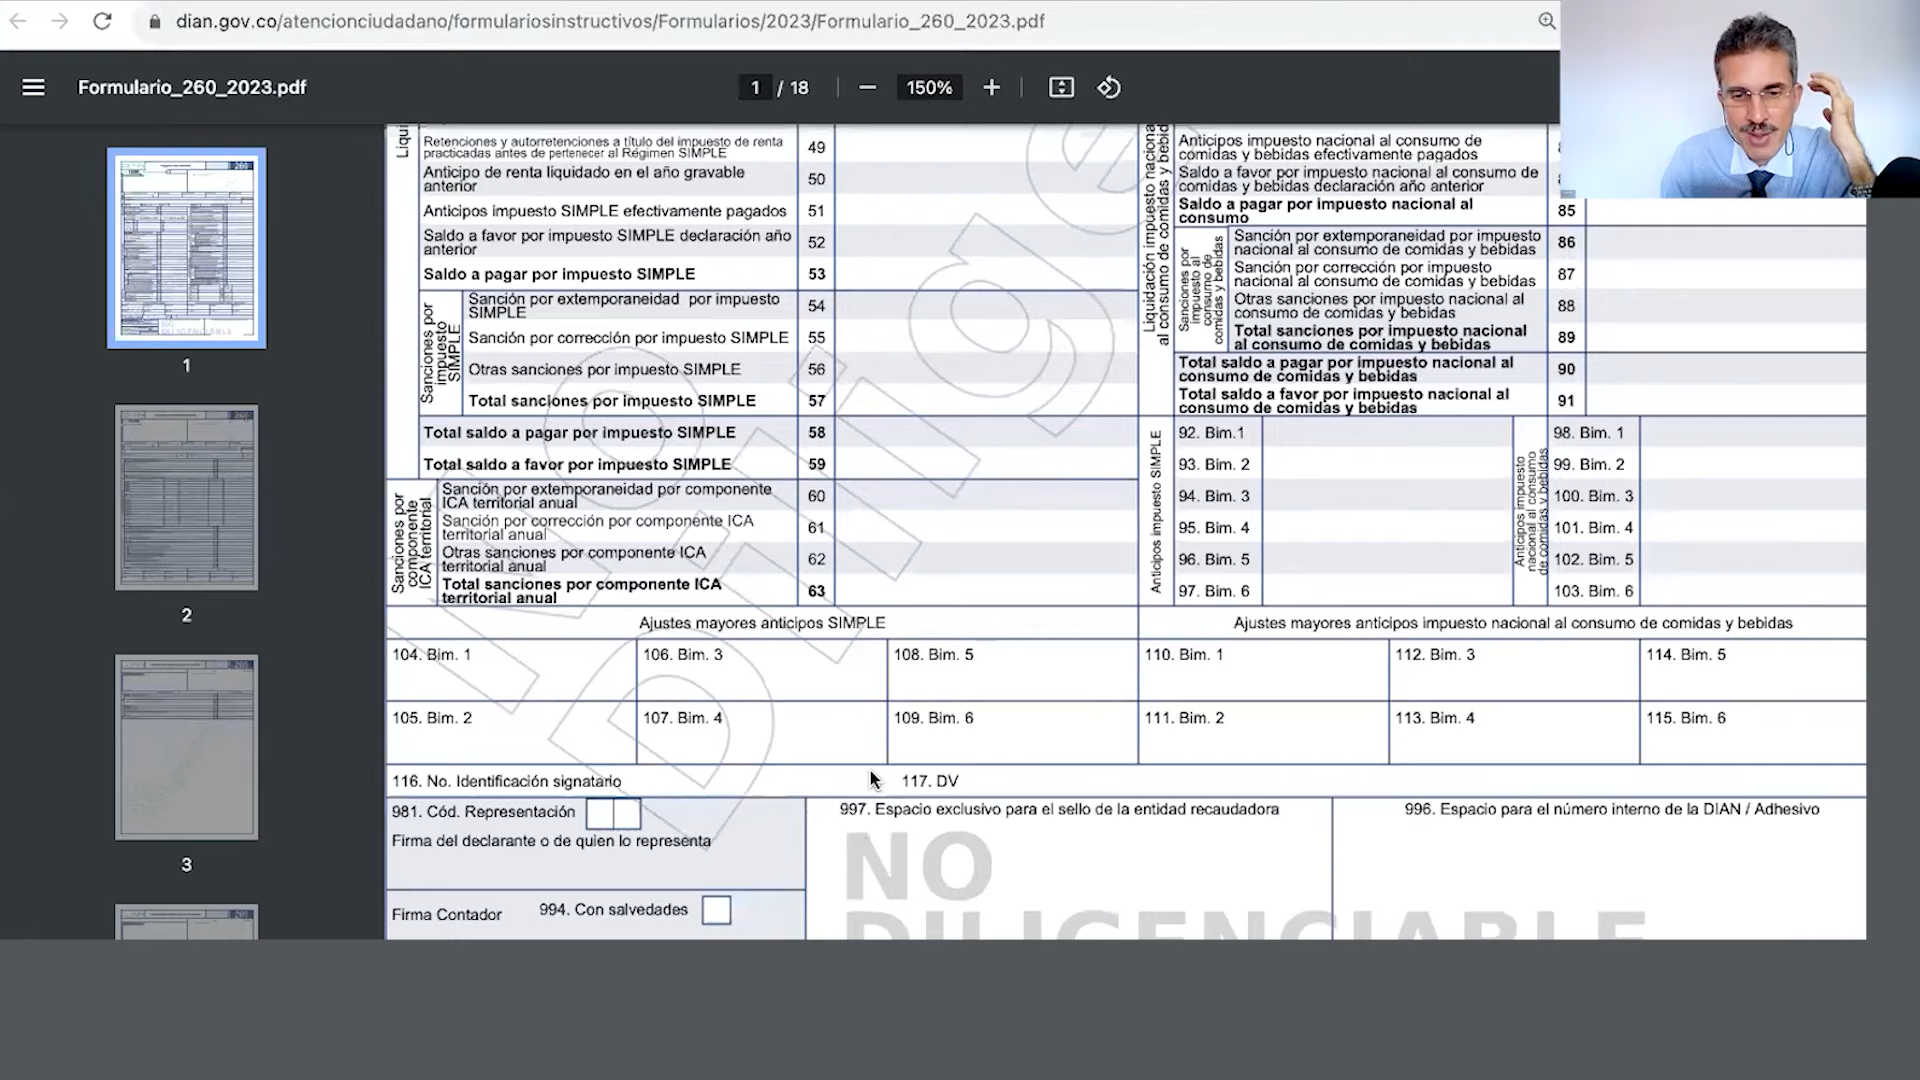 dian.gov.co/atencionciudadano/formulariosinstructivos/Formularios/2023/Formulario_260_2023.pdf
Formulario_260_2023.pdf
1 / 18
150%
1
2
3
Retenciones y autorretenciones a título del impuesto de renta
practicadas antes de pertenecer al Régimen SIMPLE
49
Anticipo de renta liquidado en el año gravable
anterior
50
Anticipos impuesto SIMPLE efectivamente pagados
51
Saldo a favor por impuesto SIMPLE declaración año
anterior
52
Saldo a pagar por impuesto SIMPLE
53
Sanciones por
impuesto
SIMPLE
Sanción por extemporaneidad por impuesto
SIMPLE
54
Sanción por corrección por impuesto SIMPLE
55
Otras sanciones por impuesto SIMPLE
56
Total sanciones por impuesto SIMPLE
57
Total saldo a pagar por impuesto SIMPLE
58
Total saldo a favor por impuesto SIMPLE
59
Sanciones por
componente
ICA territorial
Sanción por extemporaneidad por componente
ICA territorial anual
60
Sanción por corrección por componente ICA
territorial anual
61
Otras sanciones por componente ICA
territorial anual
62
Total sanciones por componente ICA
territorial anual
63
Anticipos impuesto nacional al consumo de
comidas y bebidas efectivamente pagados
Saldo a favor por impuesto nacional al consumo de
comidas y bebidas declaración año anterior
Saldo a pagar por impuesto nacional al
consumo
85
Sanciones por
impuesto al
consumo de
comidas y bebidas
Sanción por extemporaneidad por impuesto
nacional al consumo de comidas y bebidas
86
Sanción por corrección por impuesto
nacional al consumo de comidas y bebidas
87
Otras sanciones por impuesto nacional al
consumo de comidas y bebidas
88
Total sanciones por impuesto nacional
al consumo de comidas y bebidas
89
Total saldo a pagar por impuesto nacional al
consumo de comidas y bebidas
90
Total saldo a favor por impuesto nacional al
consumo de comidas y bebidas
91
Anticipos impuesto SIMPLE
92. Bim.1
93. Bim. 2
94. Bim. 3
95. Bim. 4
96. Bim. 5
97. Bim. 6
Anticipos impuesto
nacional al consumo
de comidas y bebidas
98. Bim. 1
99. Bim. 2
100. Bim. 3
101. Bim. 4
102. Bim. 5
103. Bim. 6
Ajustes mayores anticipos SIMPLE
Ajustes mayores anticipos impuesto nacional al consumo de comidas y bebidas
104. Bim. 1
106. Bim. 3
108. Bim. 5
110. Bim. 1
112. Bim. 3
114. Bim. 5
105. Bim. 2
107. Bim. 4
109. Bim. 6
111. Bim. 2
113. Bim. 4
115. Bim. 6
116. No. Identificación signatario
117. DV
981. Cód. Representación
Firma del declarante o de quien lo representa
Firma Contador
994. Con salvedades
997. Espacio exclusivo para el sello de la entidad recaudadora
996. Espacio para el número interno de la DIAN / Adhesivo
NO
DILIGENCIABLE